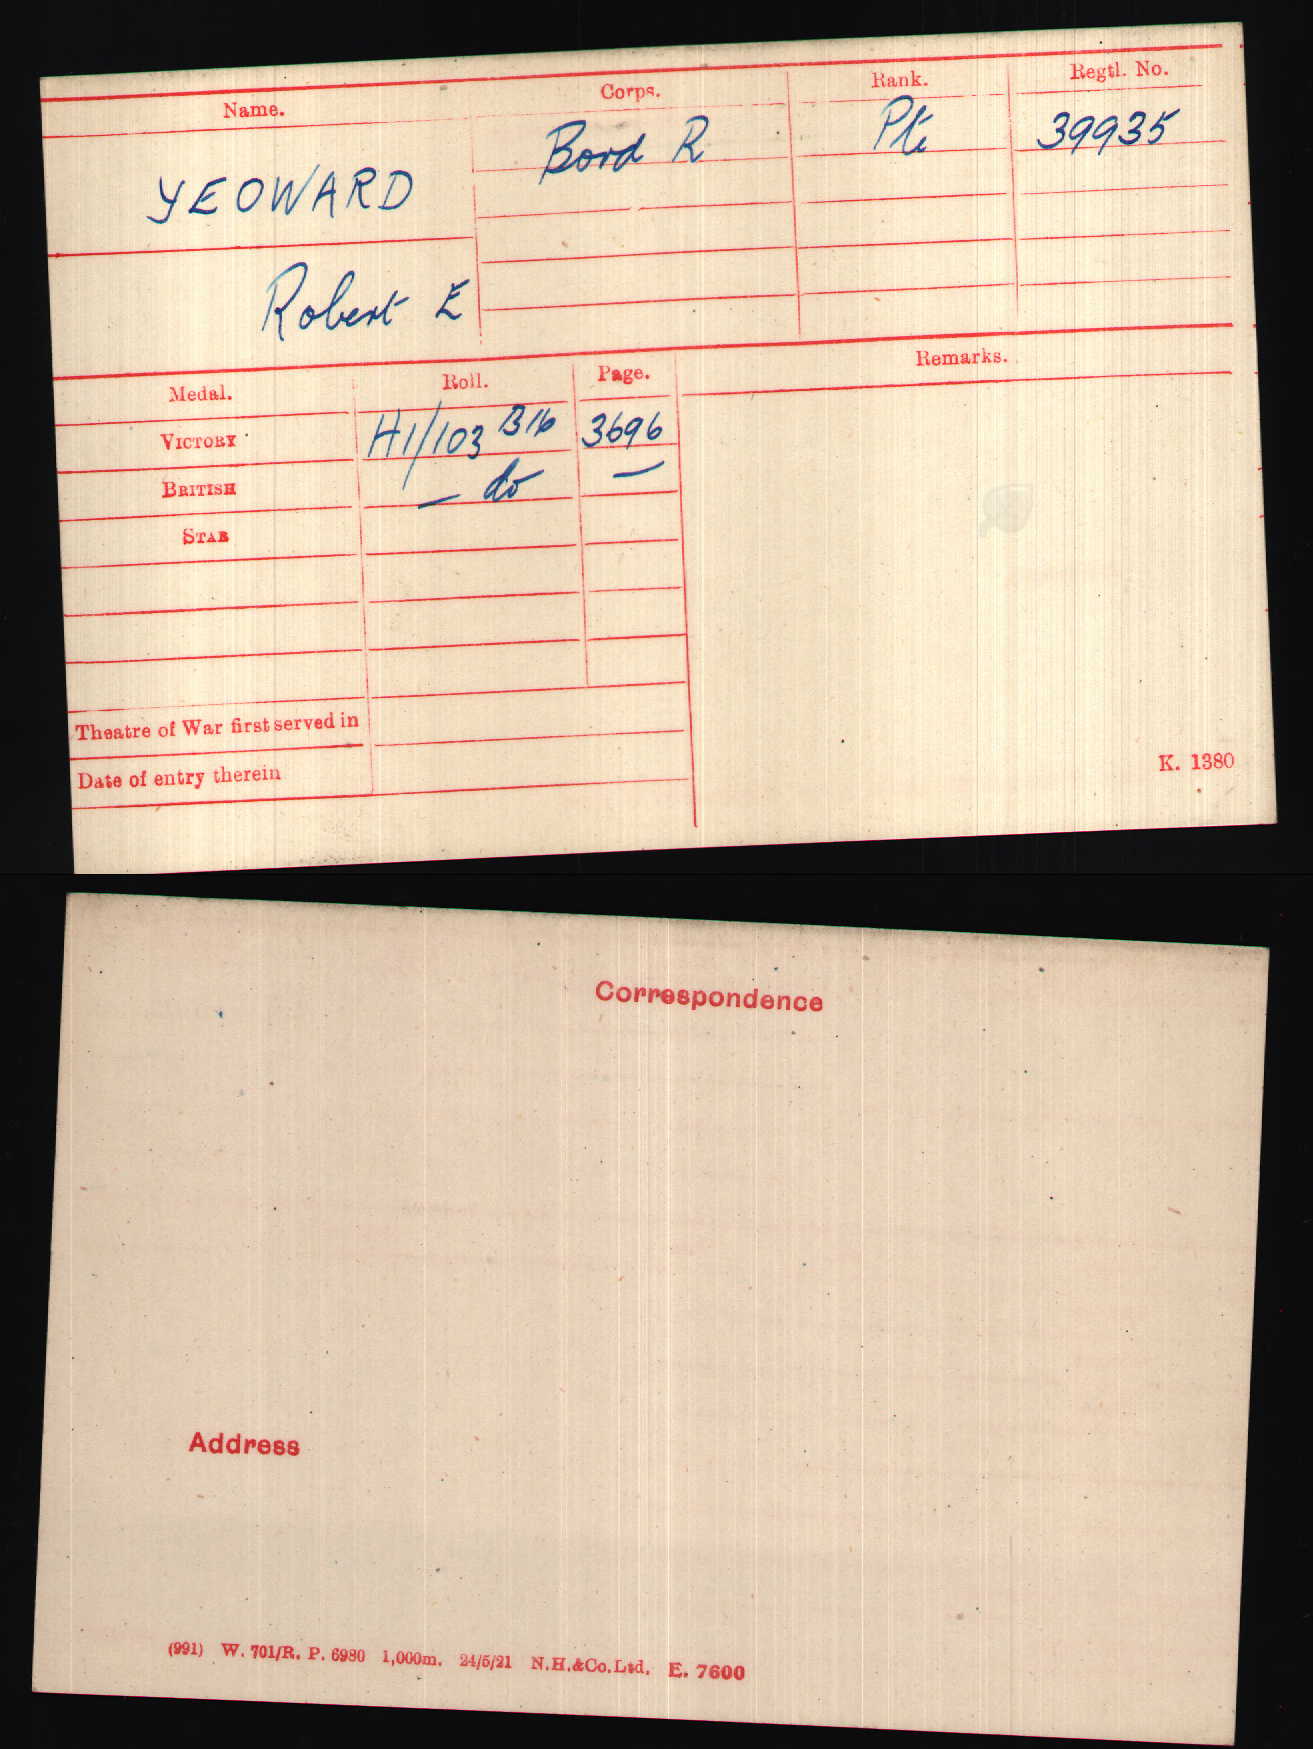 Name. Corps. Rank. Regtl. No.
YEOWARD Bord R Pte 39935
Robert E
Medal. Roll. Page. Remarks.
VICTORY H1/103 B16 3696
BRITISH — do —
STAR
Theatre of War first served in
Date of entry therein
K. 1380
Correspondence
Address
(991) W. 701/R. P. 6980 1,000m. 24/5/21 N.H.&Co.Ltd. E. 7600